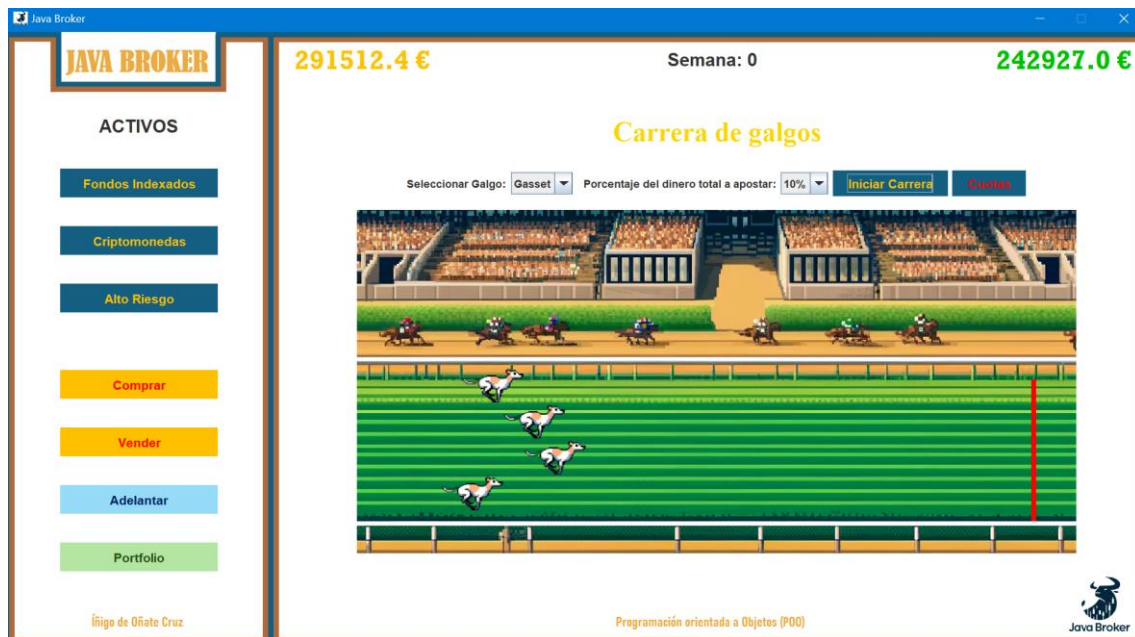 Java Broker
JAVA BROKER
291512.4 €
Semana: 0
242927.0 €
ACTIVOS
Carrera de galgos
Fondos Indexados
Seleccionar Galgo: Gasset
Porcentaje del dinero total a apostar: 10%
Iniciar Carrera
Cuotas
Criptomonedas
Alto Riesgo
Comprar
Vender
Adelantar
Portfolio
Íñigo de Oñate Cruz
Programación orientada a Objetos (POO)
Java Broker